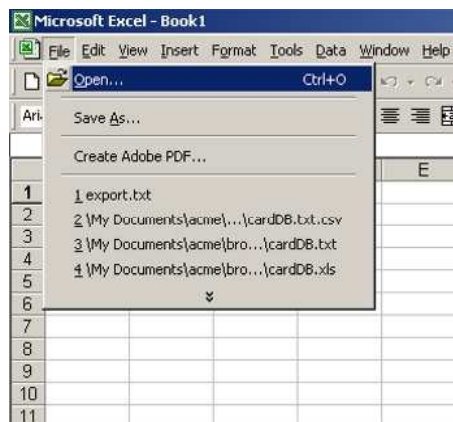 Microsoft Excel - Book1
File Edit View Insert Format Tools Data Window Help
Open... Ctrl+O
Ari
Save As...
Create Adobe PDF...
E
1 export.txt
2 \My Documents\acme\...\cardDB.txt.csv
3 \My Documents\acme\bro...\cardDB.txt
4 \My Documents\acme\bro...\cardDB.xls
1
2
3
4
5
6
7
8
9
10
11